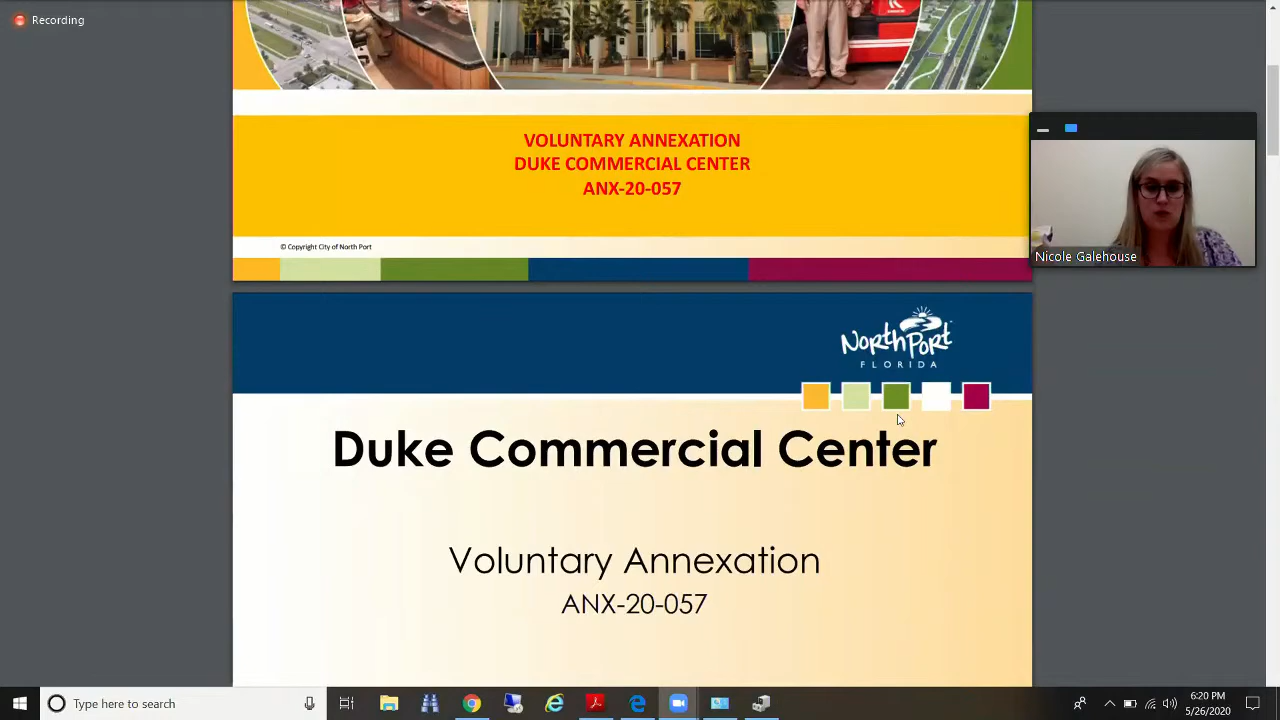 Recording
VOLUNTARY ANNEXATION
DUKE COMMERCIAL CENTER
ANX-20-057
© Copyright City of North Port
Nicole Galehouse
NorthPort
FLORIDA
Duke Commercial Center
Voluntary Annexation
ANX-20-057
Type here to search
6:20 PM
5/26/2020